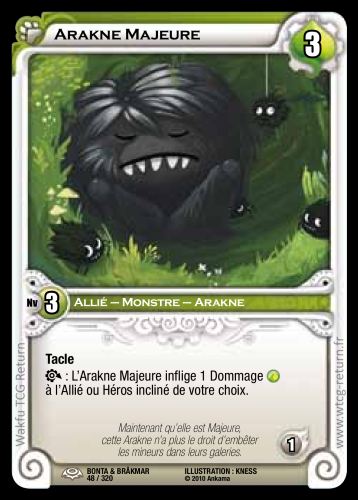 ARAKNE MAJEURE
3
Nv 3
ALLIÉ – MONSTRE – ARAKNE
Tacle
: L'Arakne Majeure inflige 1 Dommage
à l'Allié ou Héros incliné de votre choix.
Maintenant qu'elle est Majeure,
cette Arakne n'a plus le droit d'embêter
les mineurs dans leurs galeries.
1
BONTA & BRÂKMAR
48 / 320
ILLUSTRATION : KNESS
© 2010 Ankama
Wakfu TCG Return
www.wtcg-return.fr